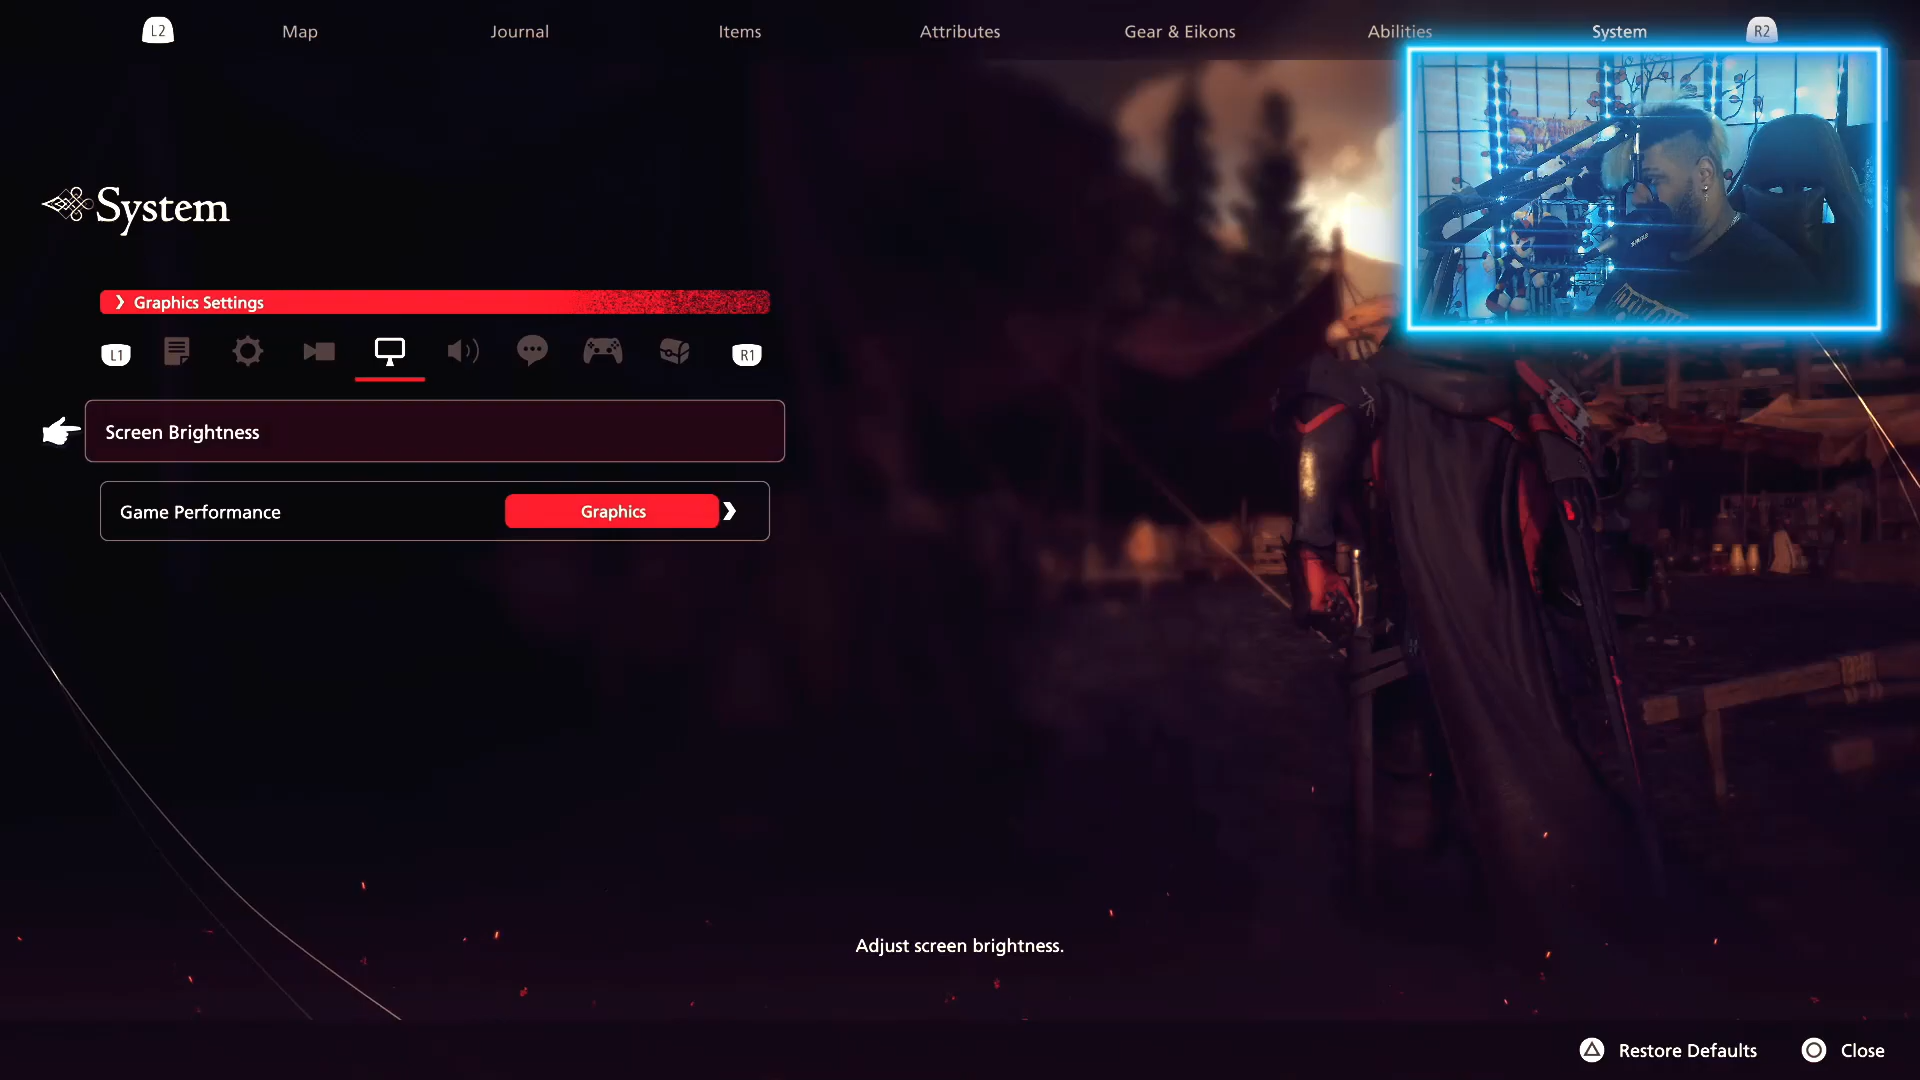 L2 Map Journal Items Attributes Gear & Eikons Abilities System R2
System
Graphics Settings
L1 R1
Screen Brightness
Game Performance Graphics
Adjust screen brightness.
Restore Defaults Close